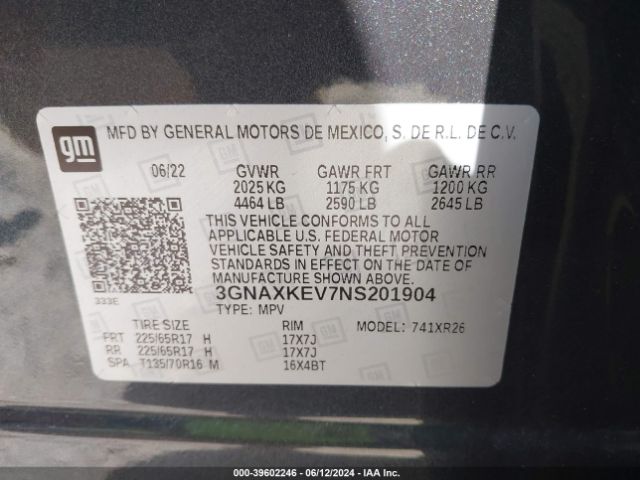 gm
MFD BY GENERAL MOTORS DE MEXICO, S. DE R.L. DE C.V.
06/22 GVWR GAWR FRT GAWR RR
2025 KG 1175 KG 1200 KG
4464 LB 2590 LB 2645 LB
THIS VEHICLE CONFORMS TO ALL
APPLICABLE U.S. FEDERAL MOTOR
VEHICLE SAFETY AND THEFT PREVENTION
STANDARDS IN EFFECT ON THE DATE OF
MANUFACTURE SHOWN ABOVE.
333E 3GNAXKEV7NS201904
TYPE: MPV
TIRE SIZE RIM MODEL: 741XR26
FRT 225/65R17 H 17X7J
RR 225/65R17 H 17X7J
SPA T135/70R16 M 16X4BT
000-39602246 - 06/12/2024 - IAA Inc.